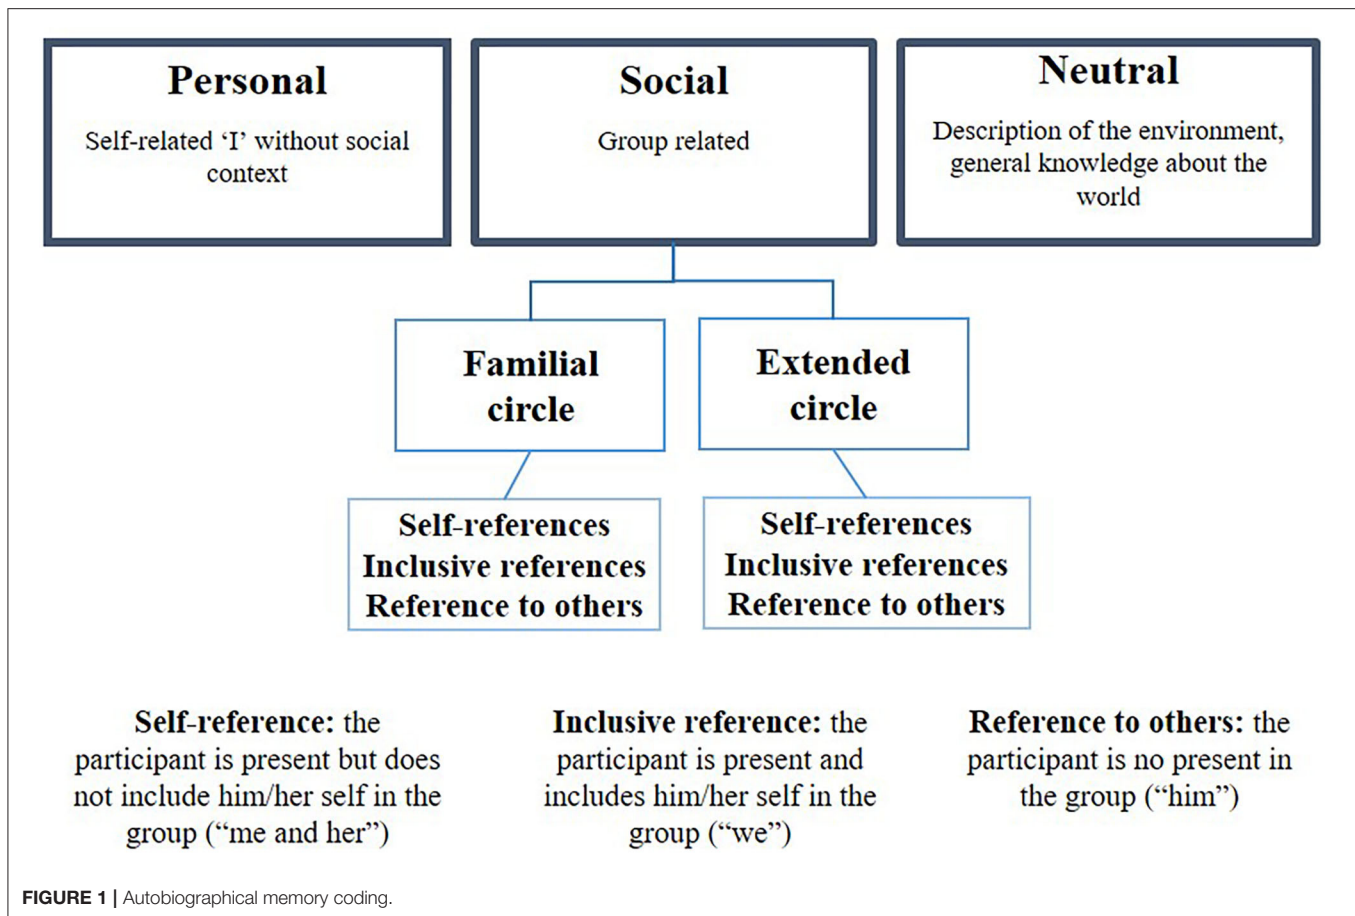 Personal
Self-related ‘I’ without social
context
Social
Group related
Neutral
Description of the environment,
general knowledge about the
world
Familial
circle
Extended
circle
Self-references
Inclusive references
Reference to others
Self-references
Inclusive references
Reference to others
Self-reference: the
participant is present but does
not include him/her self in the
group (“me and her”)
Inclusive reference: the
participant is present and
includes him/her self in the
group (“we”)
Reference to others: the
participant is no present in
the group (“him”)
FIGURE 1 | Autobiographical memory coding.